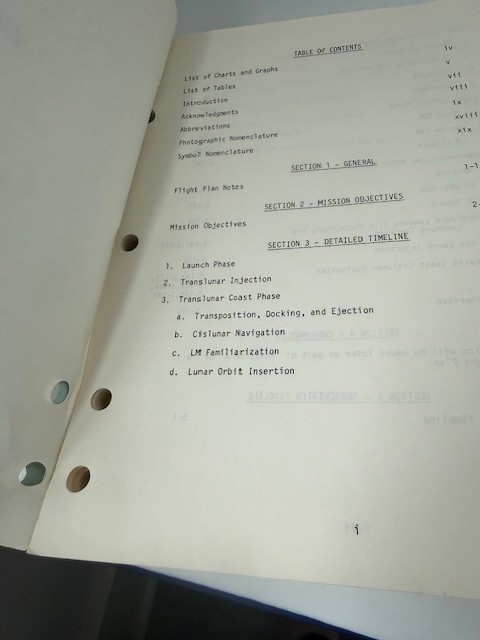 TABLE OF CONTENTS
List of Charts and Graphs iv
List of Tables v
Introduction vii
Acknowledgments viii
Abbreviations ix
Photographic Nomenclature xviii
Symbol Nomenclature xix
SECTION 1 - GENERAL
Flight Plan Notes 1-1
SECTION 2 - MISSION OBJECTIVES
Mission Objectives 2-
SECTION 3 - DETAILED TIMELINE
1. Launch Phase
2. Translunar Injection
3. Translunar Coast Phase
a. Transposition, Docking, and Ejection
b. Cislunar Navigation
c. LM Familiarization
d. Lunar Orbit Insertion
i